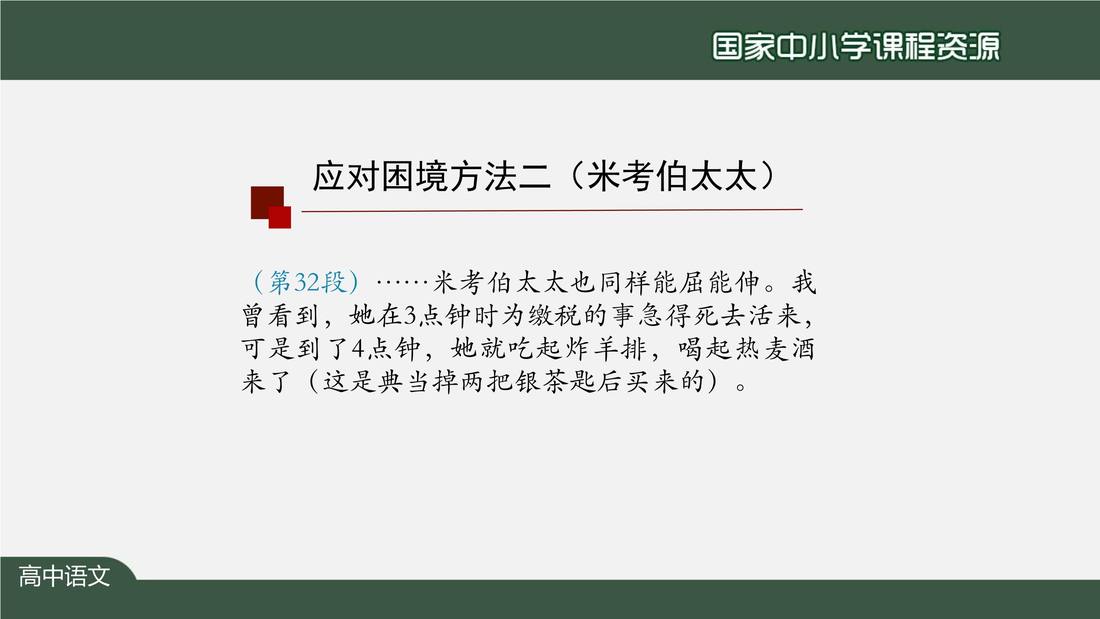 国家中小学课程资源
应对困境方法二（米考伯太太）
（第32段）……米考伯太太也同样能屈能伸。我
曾看到，她在3点钟时为缴税的事急得死去活来，
可是到了4点钟，她就吃起炸羊排，喝起热麦酒
来了（这是典当掉两把银茶匙后买来的）。
高中语文